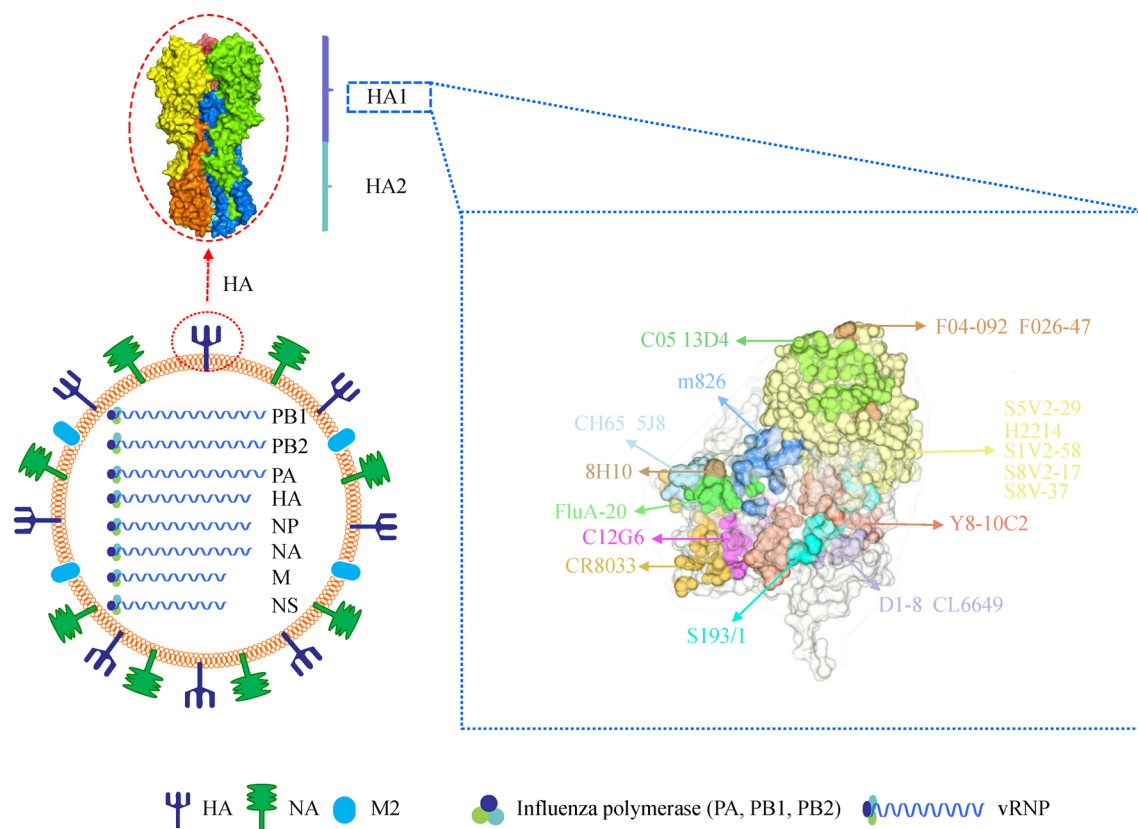 HA1
HA2
HA
C05 13D4
F04-092 F026-47
m826
CH65 5J8
S5V2-29
H2214
S1V2-58
S8V2-17
S8V-37
8H10
FluA-20
Y8-10C2
C12G6
CR8033
D1-8 CL6649
S193/1
PB1
PB2
PA
HA
NP
NA
M
NS
HA NA M2 Influenza polymerase (PA, PB1, PB2) vRNP